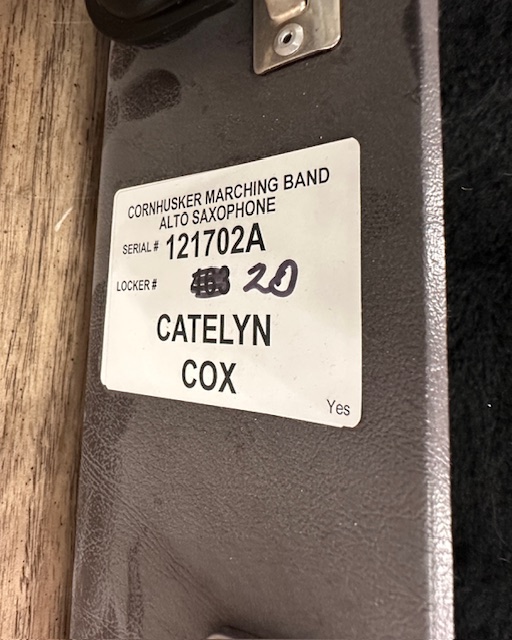 CORNHUSKER MARCHING BAND
ALTO SAXOPHONE
SERIAL # 121702A
LOCKER # 20
CATELYN
COX
Yes